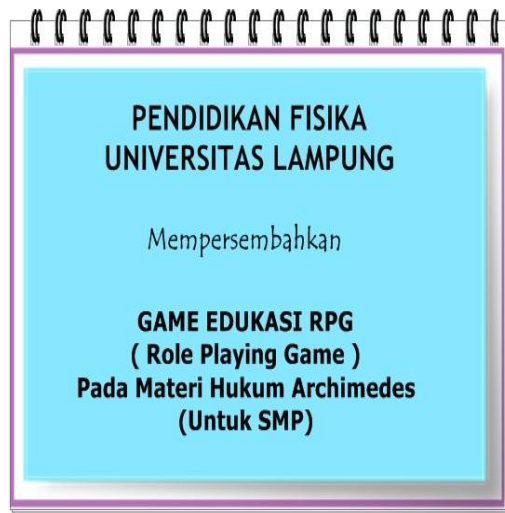 PENDIDIKAN FISIKA
UNIVERSITAS LAMPUNG
Mempersembahkan
GAME EDUKASI RPG
( Role Playing Game )
Pada Materi Hukum Archimedes
(Untuk SMP)